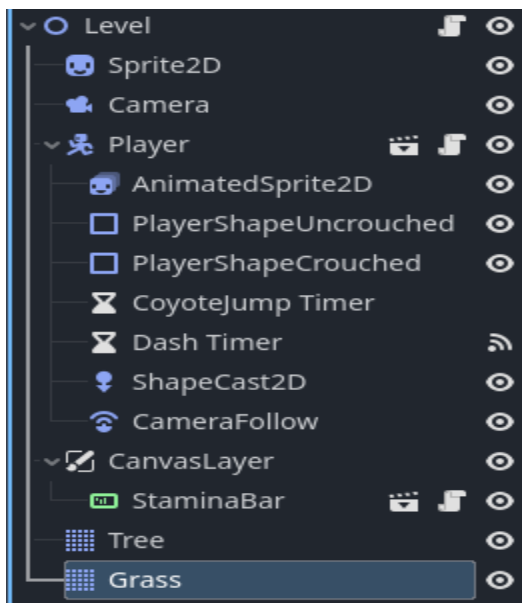 Level
Sprite2D
Camera
Player
AnimatedSprite2D
PlayerShapeUncrouched
PlayerShapeCrouched
CoyoteJump Timer
Dash Timer
ShapeCast2D
CameraFollow
CanvasLayer
StaminaBar
Tree
Grass